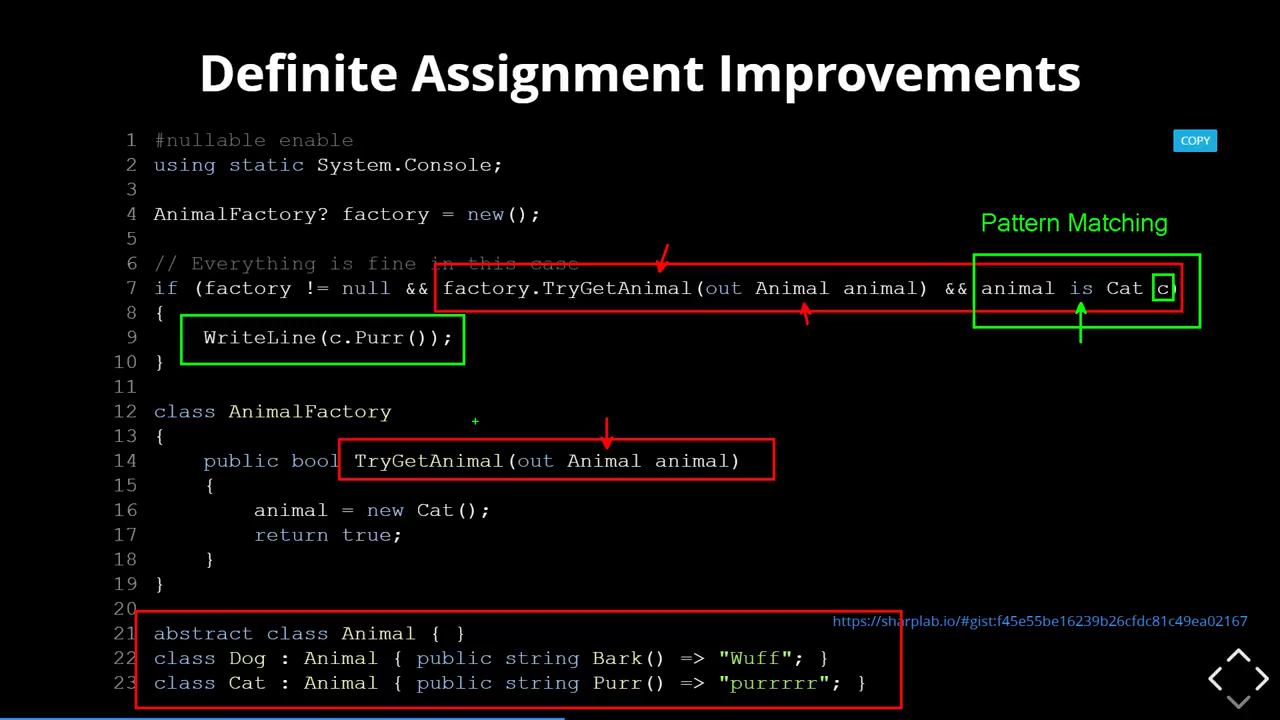 Definite Assignment Improvements
COPY
1 #nullable enable
2 using static System.Console;
3
4 AnimalFactory? factory = new();
5
Pattern Matching
6 // Everything is fine in this case
7 if (factory != null && factory.TryGetAnimal(out Animal animal) && animal is Cat c)
8 {
9 WriteLine(c.Purr());
10 }
11
12 class AnimalFactory
13 {
14 public bool TryGetAnimal(out Animal animal)
15 {
16 animal = new Cat();
17 return true;
18 }
19 }
20
https://sharplab.io/#gist:f45e55be16239b26cfdc81c49ea02167
21 abstract class Animal { }
22 class Dog : Animal { public string Bark() => "Wuff"; }
23 class Cat : Animal { public string Purr() => "purrrrr"; }